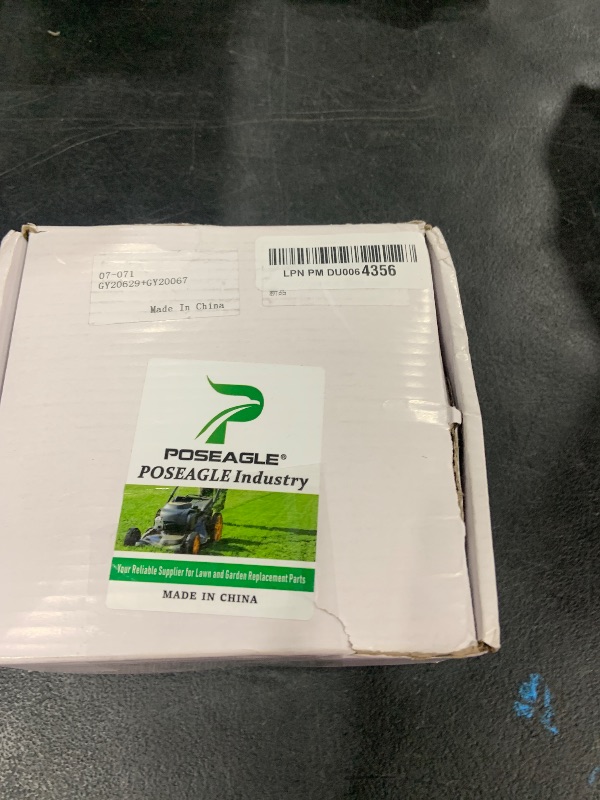 07-071
GY20629+GY20067
Made In China
LPN PM DU0064356
POSEAGLE®
POSEAGLE Industry
Your Reliable Supplier for Lawn and Garden Replacement Parts
MADE IN CHINA